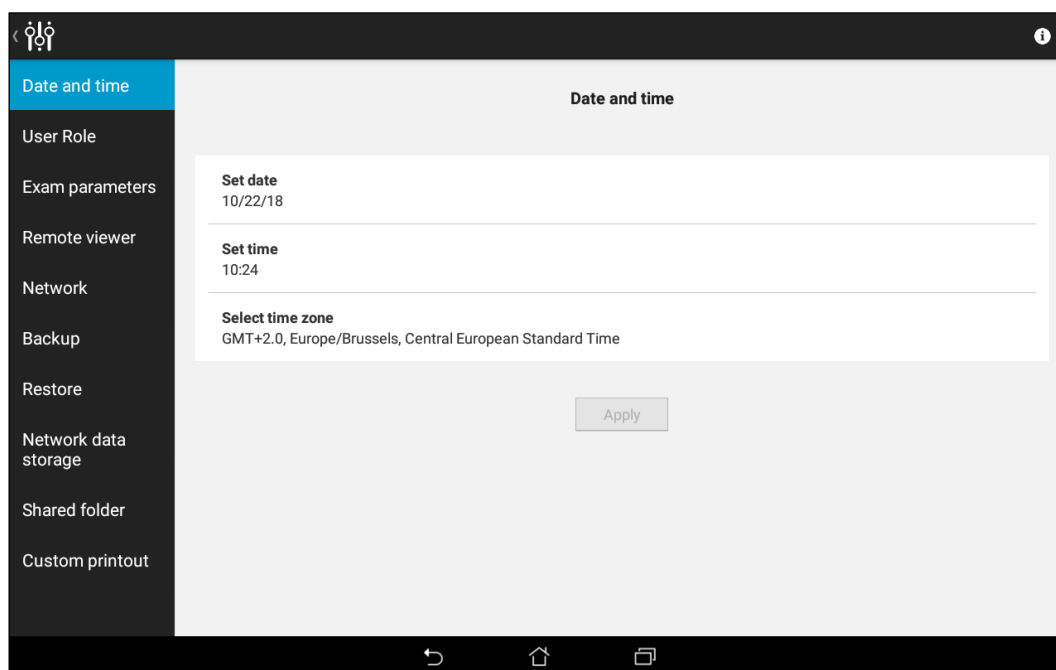 Date and time
User Role
Exam parameters
Remote viewer
Network
Backup
Restore
Network data
storage
Shared folder
Custom printout
Date and time
Set date
10/22/18
Set time
10:24
Select time zone
GMT+2.0, Europe/Brussels, Central European Standard Time
Apply